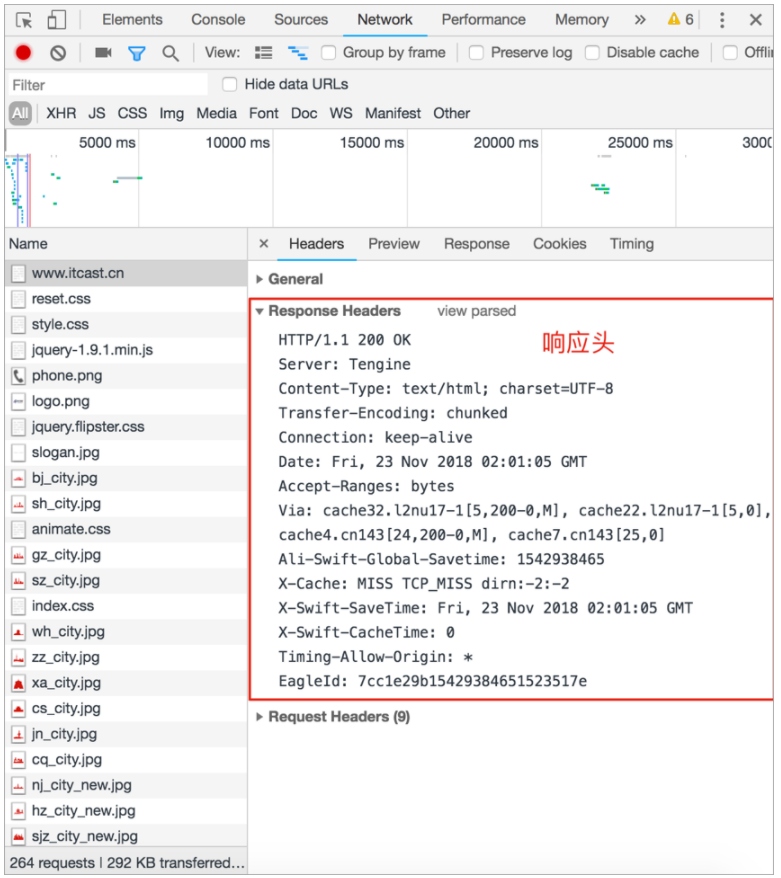 Elements Console Sources Network Performance Memory » 6
View: Group by frame Preserve log Disable cache
Filter Hide data URLs
All XHR JS CSS Img Media Font Doc WS Manifest Other
5000 ms 10000 ms 15000 ms 20000 ms 25000 ms
Name
www.itcast.cn
reset.css
style.css
jquery-1.9.1.min.js
phone.png
logo.png
jquery.flipster.css
slogan.jpg
bj_city.jpg
sh_city.jpg
animate.css
gz_city.jpg
sz_city.jpg
index.css
wh_city.jpg
zz_city.jpg
xa_city.jpg
cs_city.jpg
jn_city.jpg
cq_city.jpg
nj_city_new.jpg
hz_city_new.jpg
sjz_city_new.jpg
264 requests | 292 KB transferred...
× Headers Preview Response Cookies Timing
General
Response Headers view parsed
HTTP/1.1 200 OK
响应头
Server: Tengine
Content-Type: text/html; charset=UTF-8
Transfer-Encoding: chunked
Connection: keep-alive
Date: Fri, 23 Nov 2018 02:01:05 GMT
Accept-Ranges: bytes
Via: cache32.l2nu17-1[5,200-0,M], cache22.l2nu17-1[5,0],
cache4.cn143[24,200-0,M], cache7.cn143[25,0]
Ali-Swift-Global-Savetime: 1542938465
X-Cache: MISS TCP_MISS dirn:-2:-2
X-Swift-SaveTime: Fri, 23 Nov 2018 02:01:05 GMT
X-Swift-CacheTime: 0
Timing-Allow-Origin: *
EagleId: 7cc1e29b15429384651523517e
Request Headers (9)